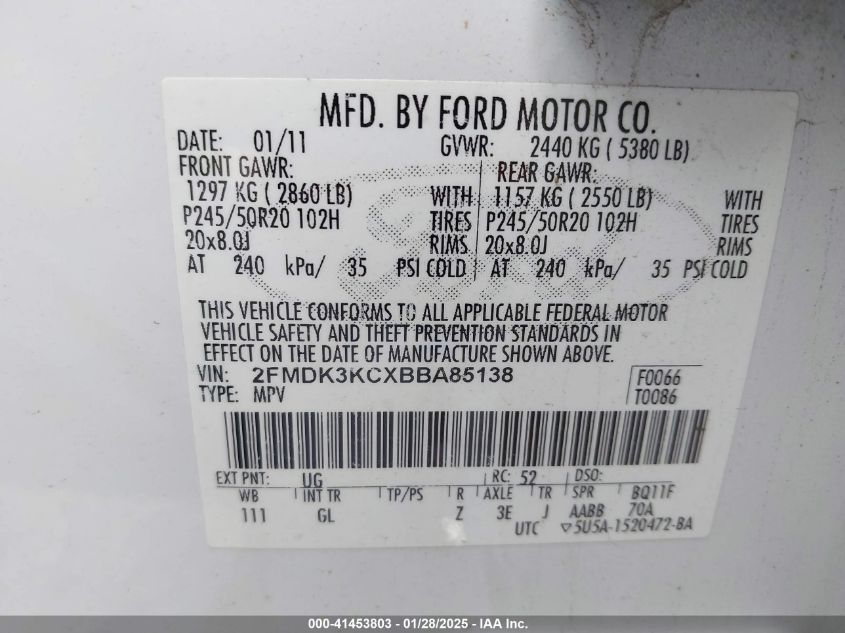 MFD. BY FORD MOTOR CO.
DATE: 01/11 GVWR: 2440 KG ( 5380 LB)
FRONT GAWR: REAR GAWR:
1297 KG ( 2860 LB) WITH 1157 KG ( 2550 LB) WITH
P245/50R20 102H TIRES P245/50R20 102H TIRES
20x8.0J RIMS 20x8.0J RIMS
AT 240 kPa/ 35 PSI COLD AT 240 kPa/ 35 PSI COLD
THIS VEHICLE CONFORMS TO ALL APPLICABLE FEDERAL MOTOR
VEHICLE SAFETY AND THEFT PREVENTION STANDARDS IN
EFFECT ON THE DATE OF MANUFACTURE SHOWN ABOVE.
VIN: 2FMDK3KCXBBA85138 F0066
TYPE: MPV T0086
EXT PNT: UG RC: 52 DSO:
WB INT TR TP/PS R AXLE TR SPR BQ11F
111 GL Z 3E J AABB 70A
UTC ▽5U5A-1520472-BA
000-41453803 - 01/28/2025 - IAA Inc.